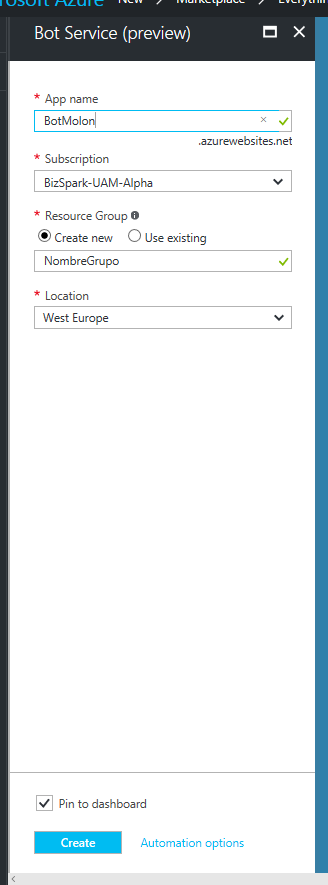 rosoft Azure New > Marketplace > Everythin
Bot Service (preview)
* App name
BotMolon
.azurewebsites.net
* Subscription
BizSpark-UAM-Alpha
* Resource Group
Create new Use existing
NombreGrupo
* Location
West Europe
Pin to dashboard
Create Automation options